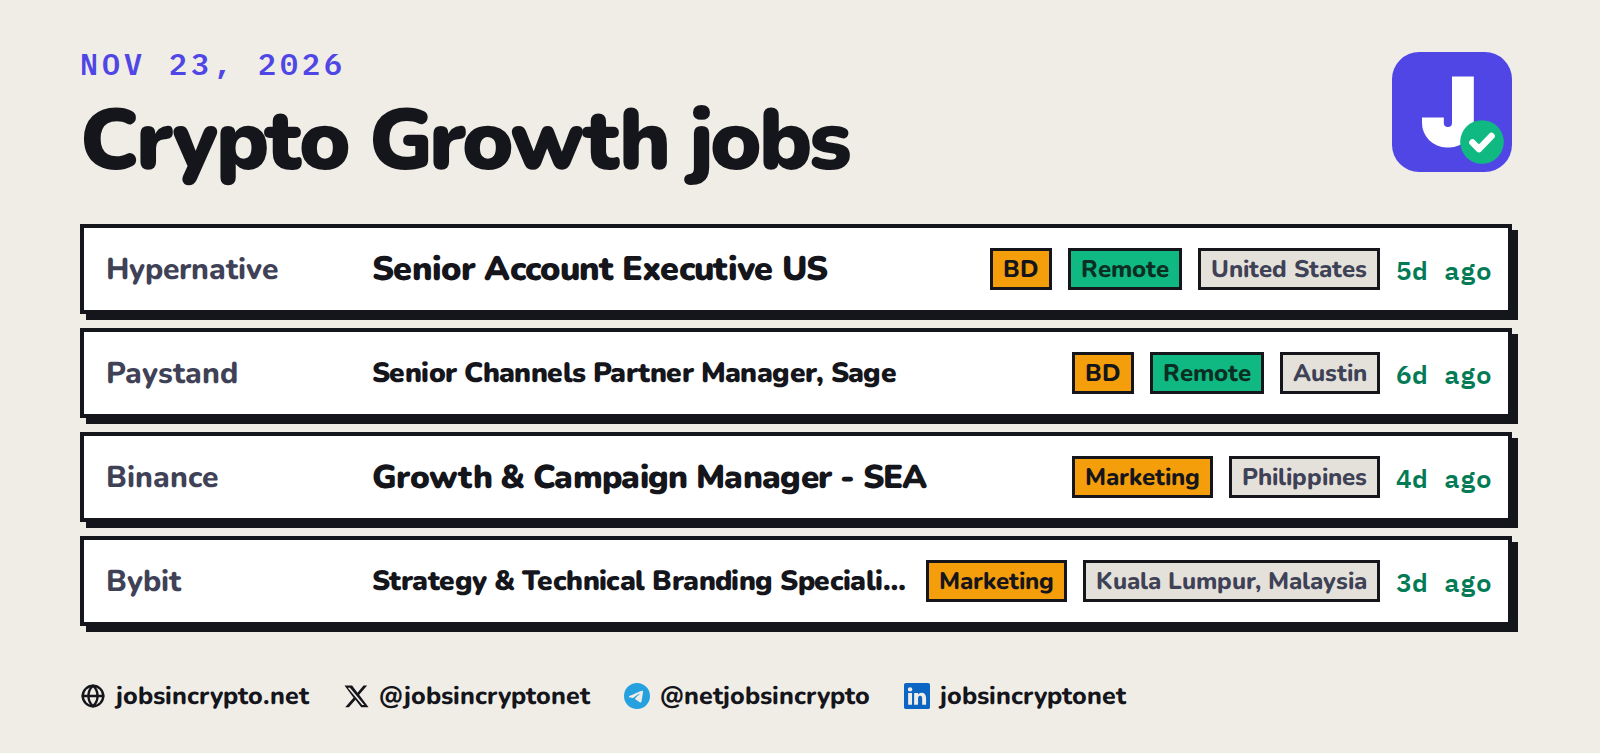 NOV 23, 2026
Crypto Growth jobs
J
Hypernative Senior Account Executive US BD Remote United States 5d ago
Paystand Senior Channels Partner Manager, Sage BD Remote Austin 6d ago
Binance Growth & Campaign Manager - SEA Marketing Philippines 4d ago
Bybit Strategy & Technical Branding Speciali... Marketing Kuala Lumpur, Malaysia 3d ago
jobsincrypto.net @jobsincryptonet @netjobsincrypto jobsincryptonet